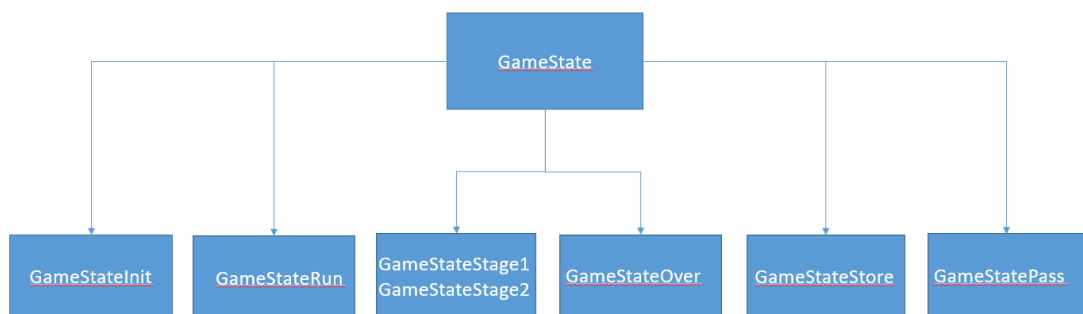 GameState
GameStateInit
GameStateRun
GameStateStage1
GameStateStage2
GameStateOver
GameStateStore
GameStatePass